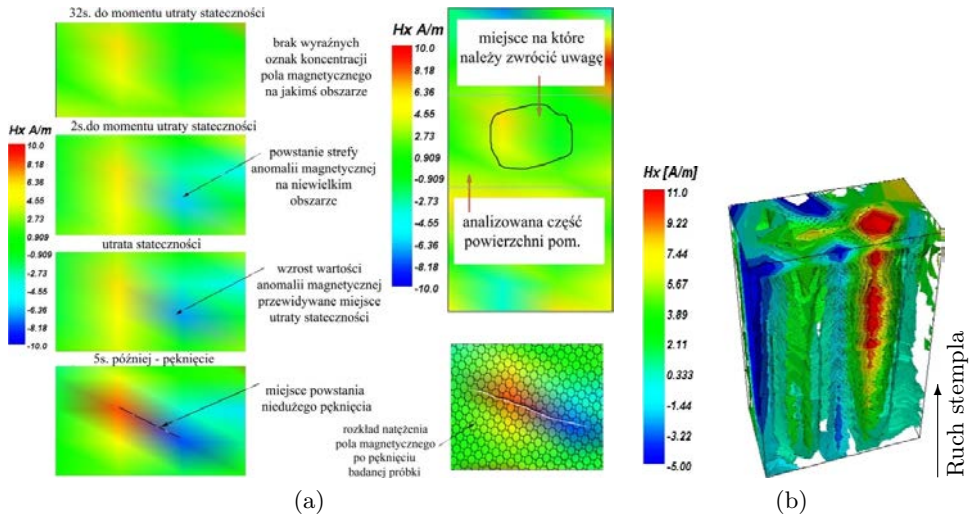 32s. do momentu utraty stateczności
brak wyraźnych
oznak koncentracji
pola magnetycznego
na jakimś obszarze
2s.do momentu utraty stateczności
Hx A/m
10.0
8.18
6.36
4.55
2.73
0.909
-0.909
-2.73
-4.55
-6.36
-8.18
-10.0
powstanie strefy
anomalii magnetycznej
na niewielkim
obszarze
utrata stateczności
wzrost wartości
anomalii magnetycznej
przewidywane miejsce
utraty stateczności
5s. później - pęknięcie
miejsce powstania
niedużego pęknięcia
Hx A/m
10.0
8.18
6.36
4.55
2.73
0.909
-0.909
-2.73
-4.55
-6.36
-8.18
-10.0
miejsce na które
należy zwrócić uwagę
analizowana część
powierzchni pom.
rozkład natężenia
pola magnetycznego
po pęknięciu
badanej próbki
(a)
Hx [A/m]
11.0
9.22
7.44
5.67
3.89
2.11
0.333
-1.44
-3.22
-5.00
Ruch stempla
(b)